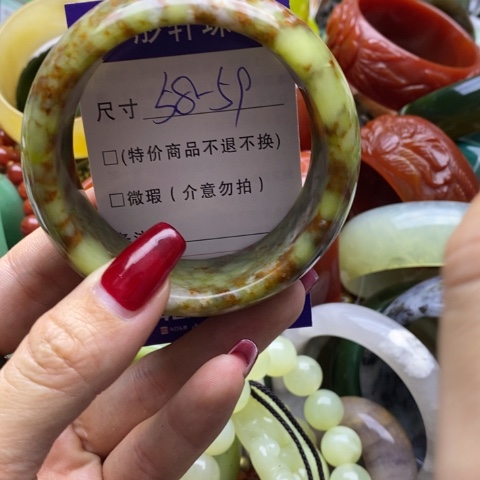 尺寸 58-59
□(特价商品不退不换)
□微瑕（介意勿拍）